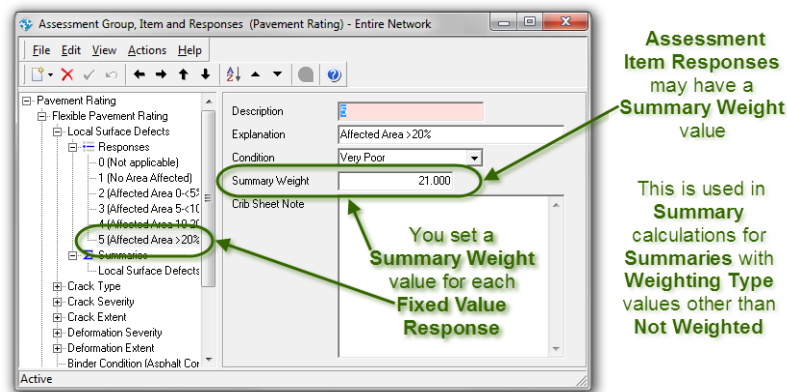 Assessment Group, Item and Responses (Pavement Rating) - Entire Network
File Edit View Actions Help
Pavement Rating
Flexible Pavement Rating
Local Surface Defects
Responses
0 (Not applicable)
1 (No Area Affected)
2 (Affected Area 0-<5%
3 (Affected Area 5-<10
4 (Affected Area 10-20
5 (Affected Area >20%
Summaries
Local Surface Defects
Crack Type
Crack Severity
Crack Extent
Deformation Severity
Deformation Extent
Binder Condition (Asphalt Cor
Active
Description 5
Explanation Affected Area >20%
Condition Very Poor
Summary Weight 21.000
Crib Sheet Note
You set a
Summary Weight
value for each
Fixed Value
Response
Assessment
Item Responses
may have a
Summary Weight
value
This is used in
Summary
calculations for
Summaries with
Weighting Type
values other than
Not Weighted